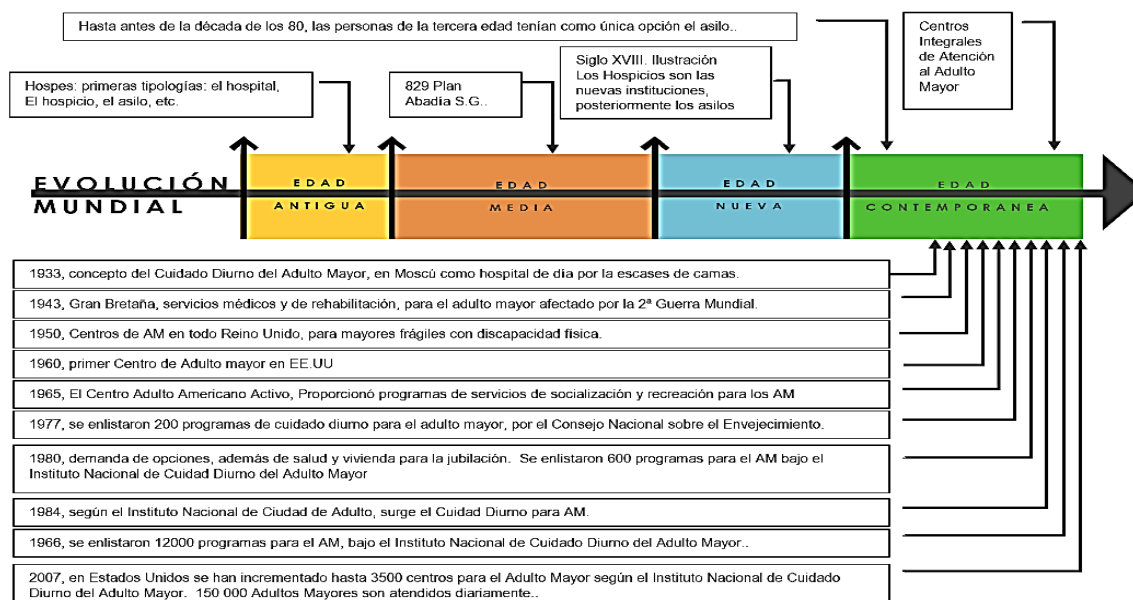 Hasta antes de la década de los 80, las personas de la tercera edad tenían como única opción el asilo..
Centros
Integrales
de Atención
al Adulto
Mayor
Hospes: primeras tipologías: el hospital,
El hospicio, el asilo, etc.
829 Plan
Abadía S.G..
Siglo XVIII. Ilustración
Los Hospicios son las
nuevas instituciones,
posteriormente los asilos
EVOLUCIÓN
MUNDIAL
EDAD
ANTIGUA
EDAD
MEDIA
EDAD
NUEVA
EDAD
CONTEMPORANEA
1933, concepto del Cuidado Diurno del Adulto Mayor, en Moscú como hospital de día por la escases de camas.
1943, Gran Bretaña, servicios médicos y de rehabilitación, para el adulto mayor afectado por la 2ª Guerra Mundial.
1950, Centros de AM en todo Reino Unido, para mayores frágiles con discapacidad física.
1960, primer Centro de Adulto mayor en EE.UU
1965, El Centro Adulto Americano Activo, Proporcionó programas de servicios de socialización y recreación para los AM
1977, se enlistaron 200 programas de cuidado diurno para el adulto mayor, por el Consejo Nacional sobre el Envejecimiento.
1980, demanda de opciones, además de salud y vivienda para la jubilación. Se enlistaron 600 programas para el AM bajo el
Instituto Nacional de Cuidad Diurno del Adulto Mayor
1984, según el Instituto Nacional de Ciudad de Adulto, surge el Cuidad Diurno para AM.
1966, se enlistaron 12000 programas para el AM, bajo el Instituto Nacional de Cuidado Diurno del Adulto Mayor..
2007, en Estados Unidos se han incrementado hasta 3500 centros para el Adulto Mayor según el Instituto Nacional de Cuidado
Diurno del Adulto Mayor. 150 000 Adultos Mayores son atendidos diariamente..